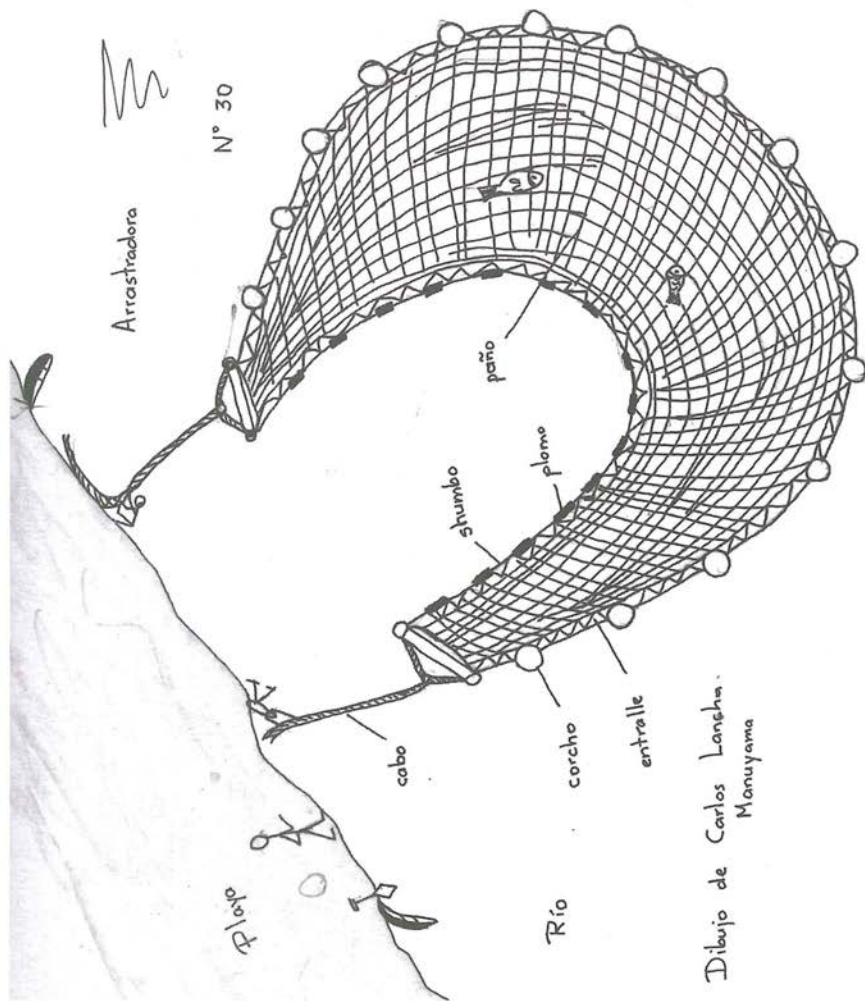 Arrastradora
N° 30
paño
shumbo
plomo
cabo
corcho
entralle
Playa
Río
Dibujo de Carlos Lancha.
Manuyama